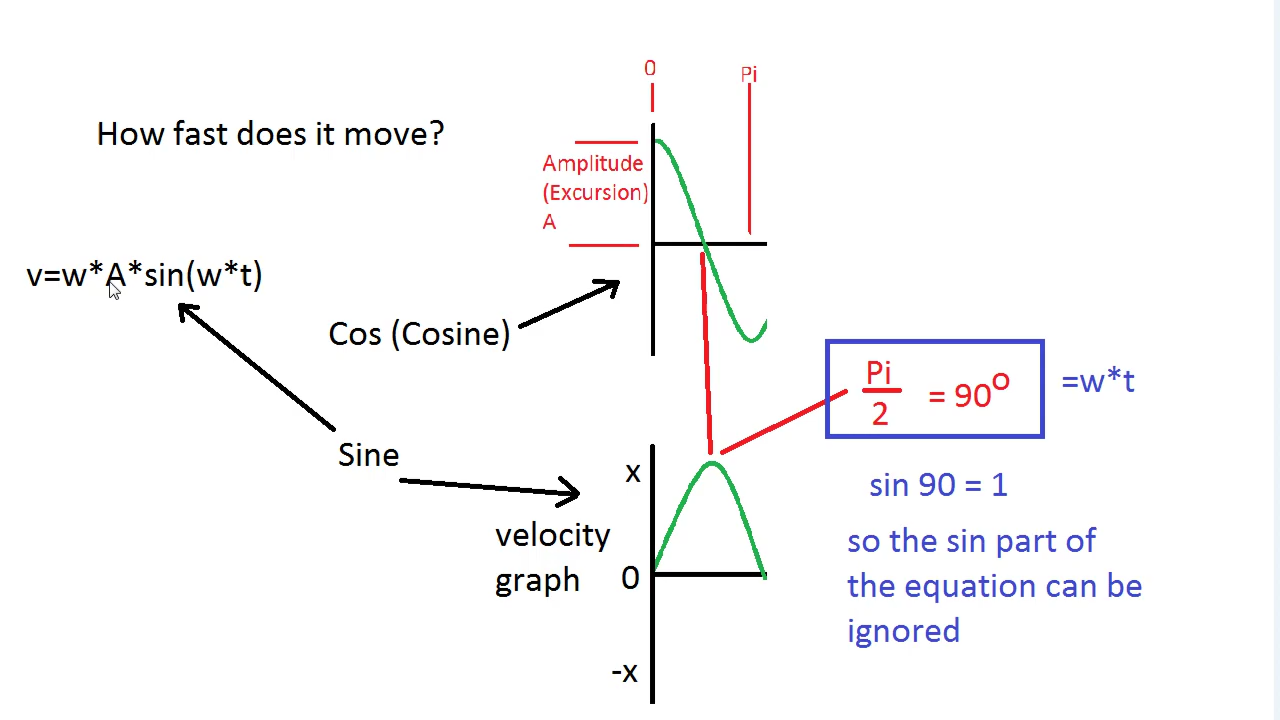 0
Pi
How fast does it move?
Amplitude
(Excursion)
A
v=w*A*sin(w*t)
Cos (Cosine)
Pi
2
= 90o
=w*t
Sine
x
sin 90 = 1
velocity
graph
0
so the sin part of
the equation can be
ignored
-x